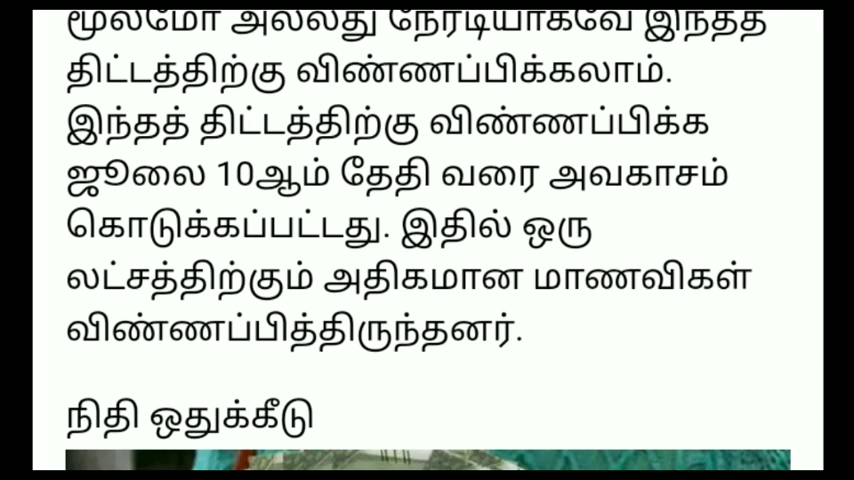 மூலமோ அல்லது நேரடியாகவே இந்தத்
திட்டத்திற்கு விண்ணப்பிக்கலாம்.
இந்தத் திட்டத்திற்கு விண்ணப்பிக்க
ஜூலை 10ஆம் தேதி வரை அவகாசம்
கொடுக்கப்பட்டது. இதில் ஒரு
லட்சத்திற்கும் அதிகமான மாணவிகள்
விண்ணப்பித்திருந்தனர்.
நிதி ஒதுக்கீடு